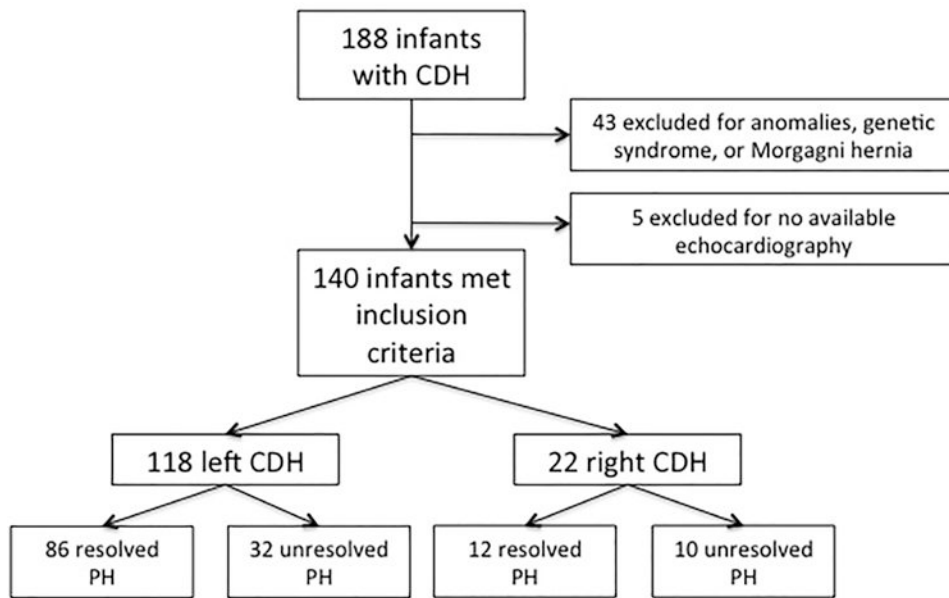 188 infants
with CDH
43 excluded for anomalies, genetic
syndrome, or Morgagni hernia
5 excluded for no available
echocardiography
140 infants met
inclusion
criteria
118 left CDH
22 right CDH
86 resolved
PH
32 unresolved
PH
12 resolved
PH
10 unresolved
PH